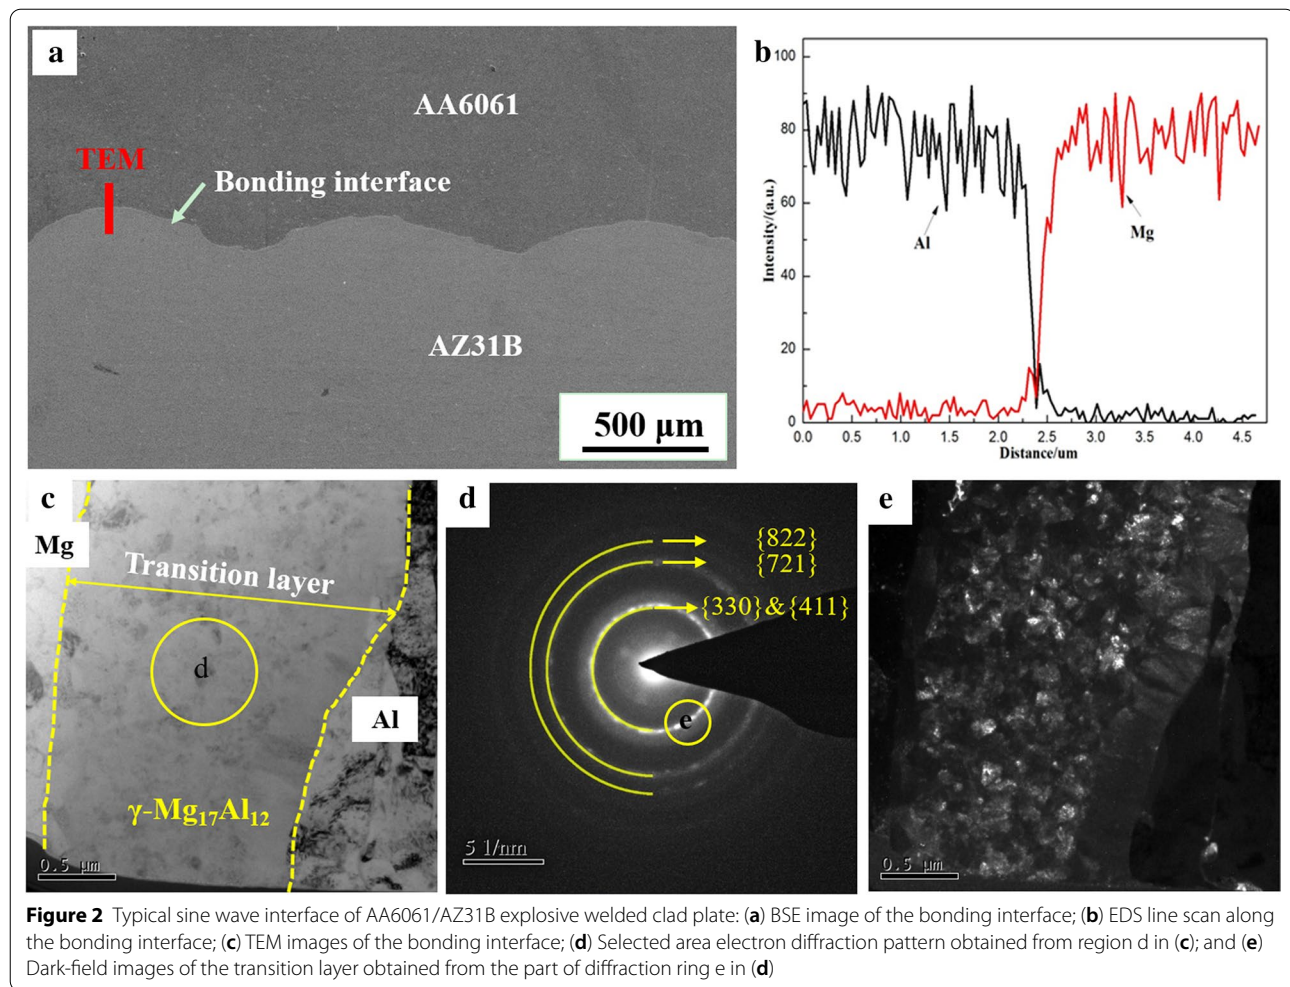 a
AA6061
TEM
Bonding interface
AZ31B
500 μm
b
100
80
60
40
20
0
Intensity/(a.u.)
Al
Mg
0.0 0.5 1.0 1.5 2.0 2.5 3.0 3.5 4.0 4.5
Distance/um
c
Mg
Transition layer
d
Al
γ-Mg17Al12
0.5 μm
d
{822}
{721}
{330}&{411}
e
5 1/nm
e
0.5 μm
Figure 2 Typical sine wave interface of AA6061/AZ31B explosive welded clad plate: (a) BSE image of the bonding interface; (b) EDS line scan along
the bonding interface; (c) TEM images of the bonding interface; (d) Selected area electron diffraction pattern obtained from region d in (c); and (e)
Dark-field images of the transition layer obtained from the part of diffraction ring e in (d)